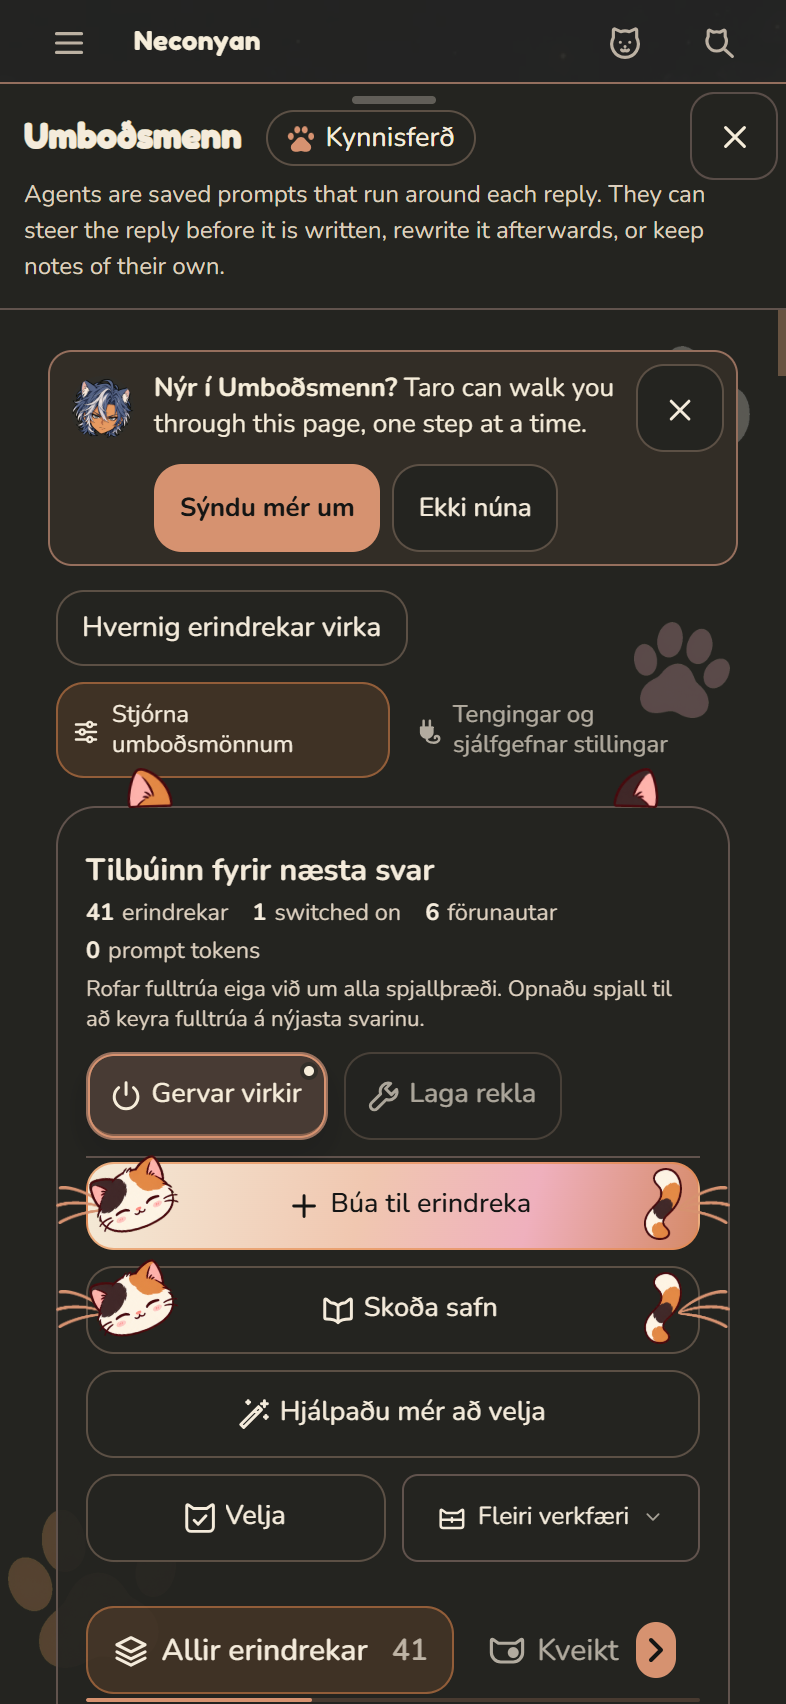 Neconyan
Umboðsmenn
Kynnisferð
Agents are saved prompts that run around each reply. They can
steer the reply before it is written, rewrite it afterwards, or keep
notes of their own.
Nýr í Umboðsmenn? Taro can walk you
through this page, one step at a time.
Sýndu mér um
Ekki núna
Hvernig erindrekar virka
Stjórna
umboðsmönnum
Tengingar og
sjálfgefnar stillingar
Tilbúinn fyrir næsta svar
41 erindrekar 1 switched on 6 förunautar
0 prompt tokens
Rofar fulltrúa eiga við um alla spjallþræði. Opnaðu spjall til
að keyra fulltrúa á nýjasta svarinu.
Gervar virkir
Laga rekla
Búa til erindreka
Skoða safn
Hjálpaðu mér að velja
Velja
Fleiri verkfæri
Allir erindrekar 41
Kveikt